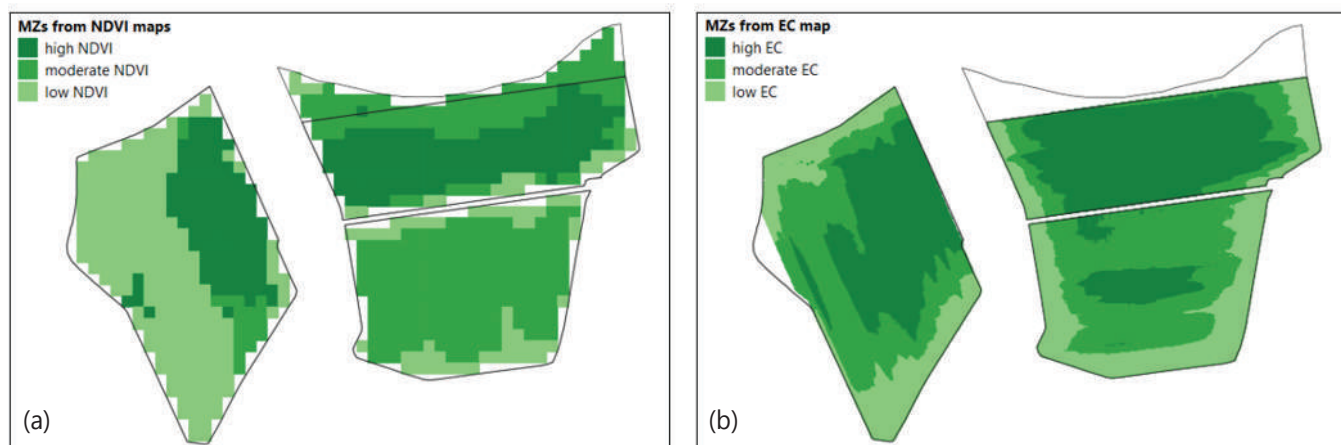 MZs from NDVI maps
high NDVI
moderate NDVI
low NDVI
(a)
MZs from EC map
high EC
moderate EC
low EC
(b)